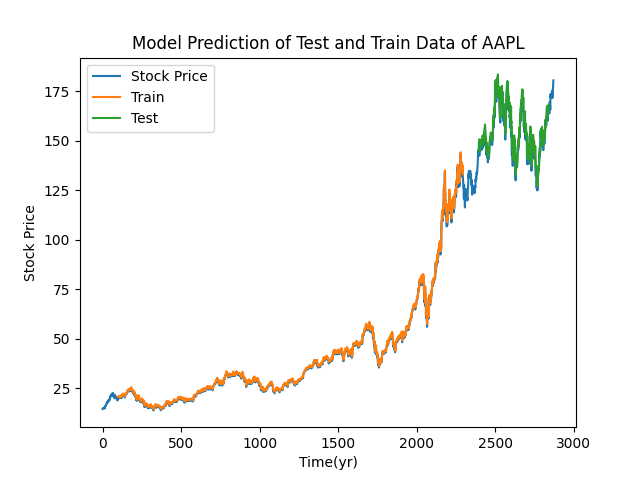 Model Prediction of Test and Train Data of AAPL
Stock Price
Train
Test
175
150
125
100
75
50
25
Stock Price
0 500 1000 1500 2000 2500 3000
Time(yr)